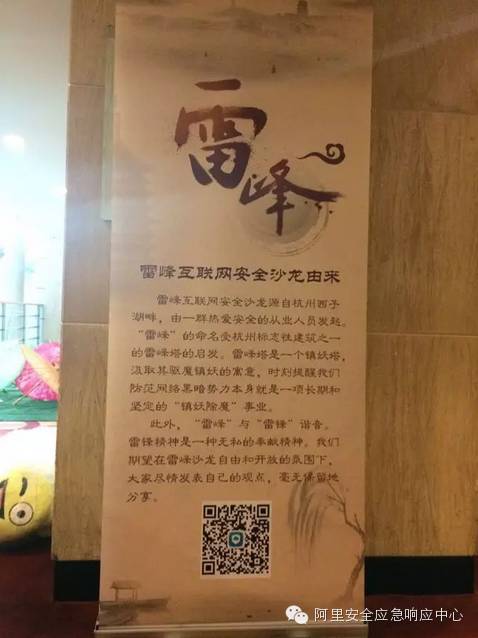 雷峰
雷峰互联网安全沙龙由来
雷峰互联网安全沙龙源自杭州西子
湖畔，由一群热爱安全的从业人员发起。
“雷峰”的命名受杭州标志性建筑之一
的雷峰塔的启发。雷峰塔是一个镇妖塔，
汲取其驱魔镇妖的寓意，时刻提醒我们
防范网络黑暗势力本身就是一项长期和
坚定的“镇妖除魔”事业。
此外，“雷峰”与“雷锋”谐音。
雷锋精神是一种无私的奉献精神。我们
期望在雷峰沙龙自由和开放的氛围下，
大家尽情发表自己的观点，毫无保留地
分享。
阿里安全应急响应中心